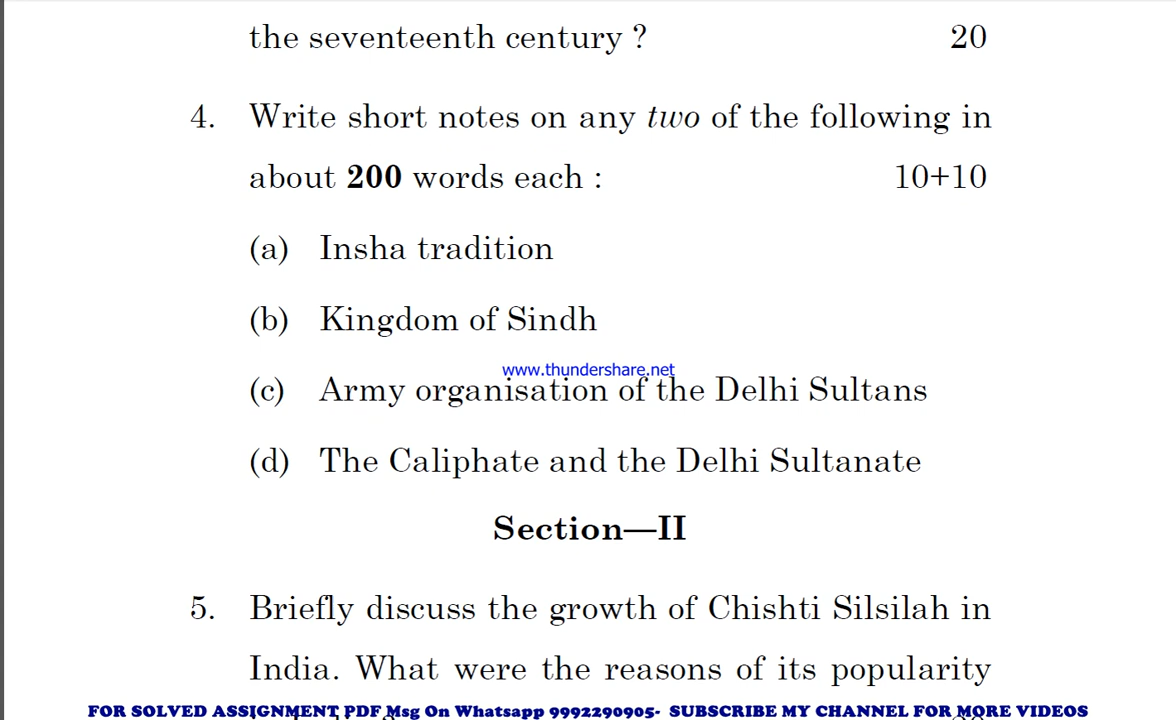 the seventeenth century ? 20
4. Write short notes on any two of the following in
about 200 words each : 10+10
(a) Insha tradition
(b) Kingdom of Sindh
www.thundershare.net
(c) Army organisation of the Delhi Sultans
(d) The Caliphate and the Delhi Sultanate
Section—II
5. Briefly discuss the growth of Chishti Silsilah in
India. What were the reasons of its popularity
FOR SOLVED ASSIGNMENT PDF Msg On Whatsapp 9992290905- SUBSCRIBE MY CHANNEL FOR MORE VIDEOS